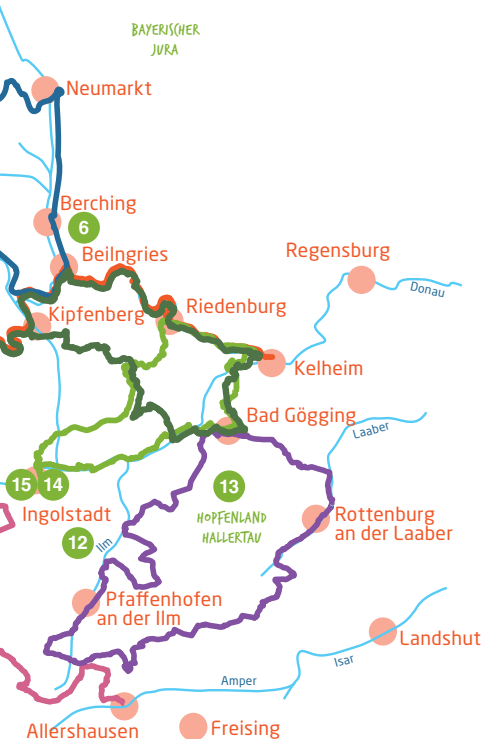 BAYERISCHER
JURA
Neumarkt
Berching
6
Beilngries
Regensburg
Donau
Riedenburg
Kipfenberg
Kelheim
Bad Gögging
Laaber
15
14
13
Ingolstadt
HOPFENLAND
HALLERTAU
Rottenburg
an der Laaber
12
Ilm
Pfaffenhofen
an der Ilm
Landshut
Isar
Amper
Allershausen
Freising